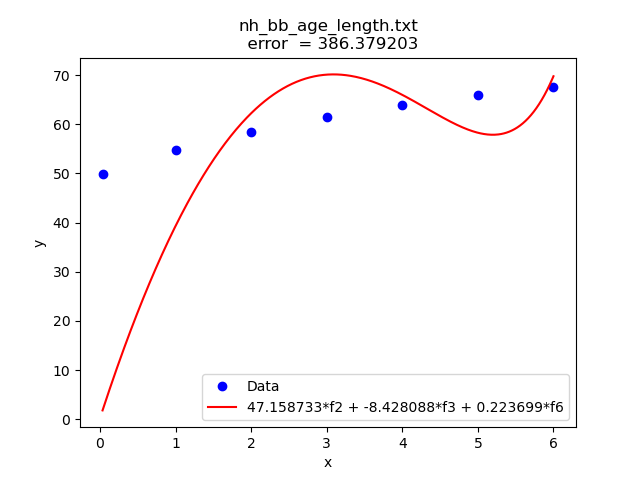 nh_bb_age_length.txt
error = 386.379203
70
60
50
40
30
20
10
0
y
Data
47.158733*f2 + -8.428088*f3 + 0.223699*f6
0 1 2 3 4 5 6
x